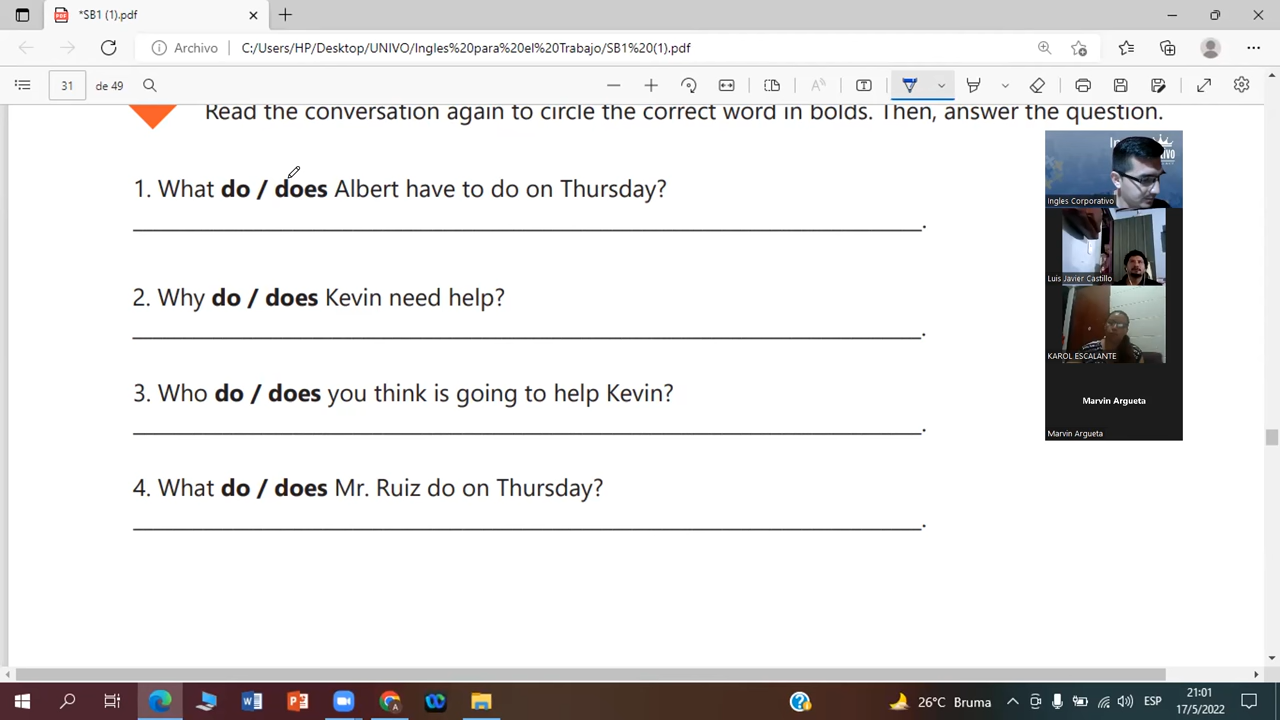 *SB1 (1).pdf
Archivo
C:/Users/HP/Desktop/UNIVO/Ingles%20para%20el%20Trabajo/SB1%20(1).pdf
31 de 49
Read the conversation again to circle the correct word in bolds. Then, answer the question.
1. What do / does Albert have to do on Thursday?
2. Why do / does Kevin need help?
3. Who do / does you think is going to help Kevin?
4. What do / does Mr. Ruiz do on Thursday?
Ingles Corporativo
Luis Javier Castillo
KAROL ESCALANTE
Marvin Argueta
Marvin Argueta
26°C Bruma
ESP
21:01
17/5/2022